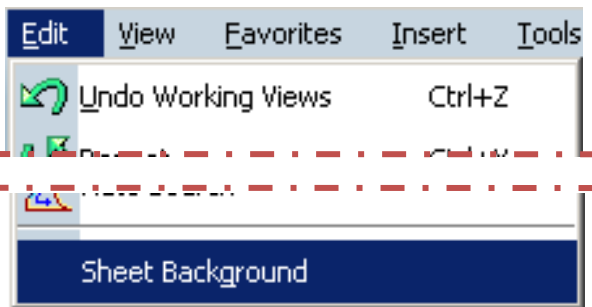 Edit View Favorites Insert Tools
Undo Working Views Ctrl+Z
Sheet Background